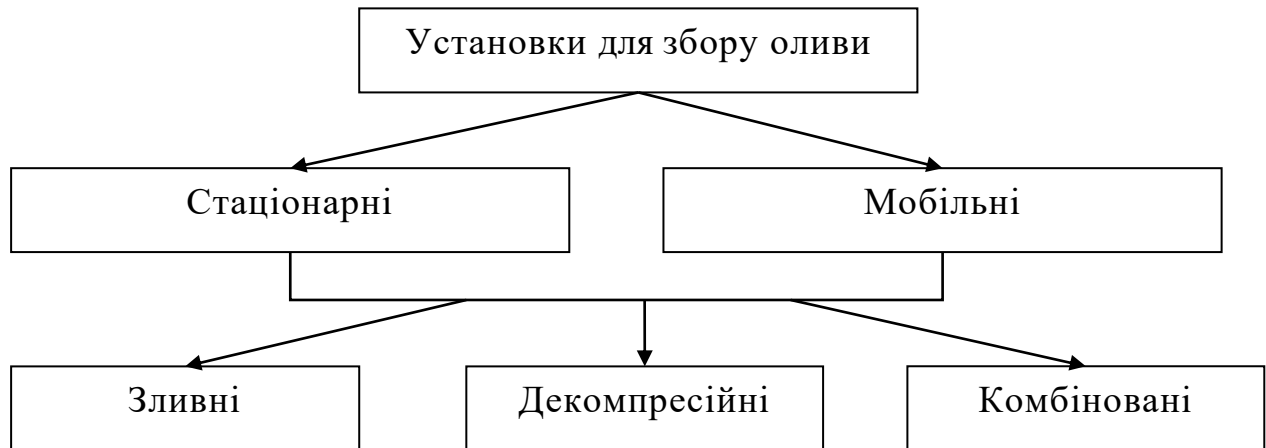 Установки для збору оливи
Стаціонарні
Мобільні
Зливні
Декомпресійні
Комбіновані